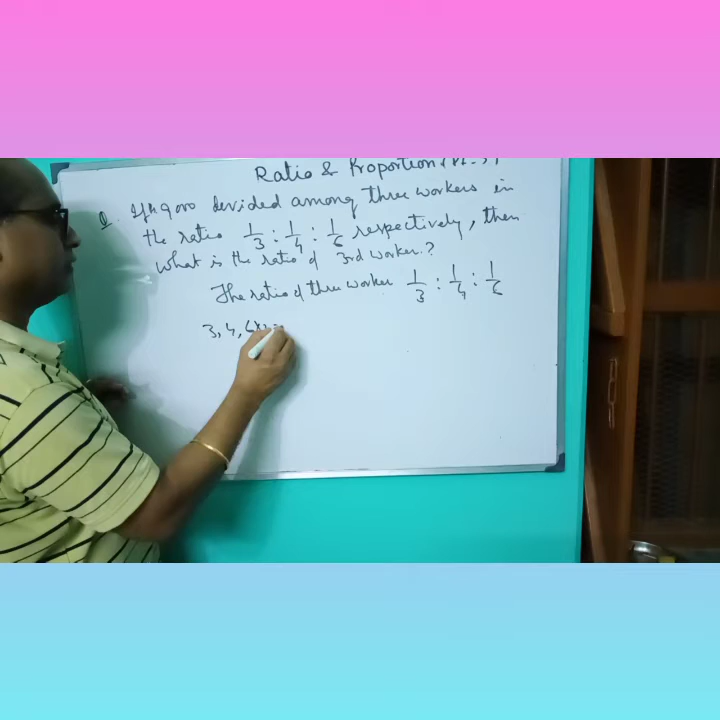 Ratio & Proportion
Q. If ₹ 9000 devided among three workers in
the ratio 1/3 : 1/4 : 1/6 respectively, then
what is the ratio of 3rd worker?
The ratio of three worker 1/3 : 1/4 : 1/6
3, 4, 6